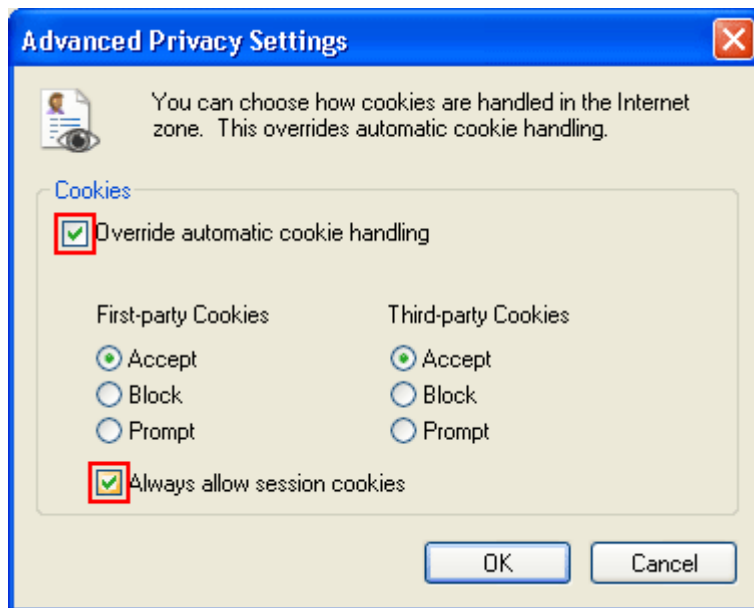 Advanced Privacy Settings
You can choose how cookies are handled in the Internet
zone. This overrides automatic cookie handling.
Cookies
Override automatic cookie handling
First-party Cookies Third-party Cookies
Accept Accept
Block Block
Prompt Prompt
Always allow session cookies
OK Cancel